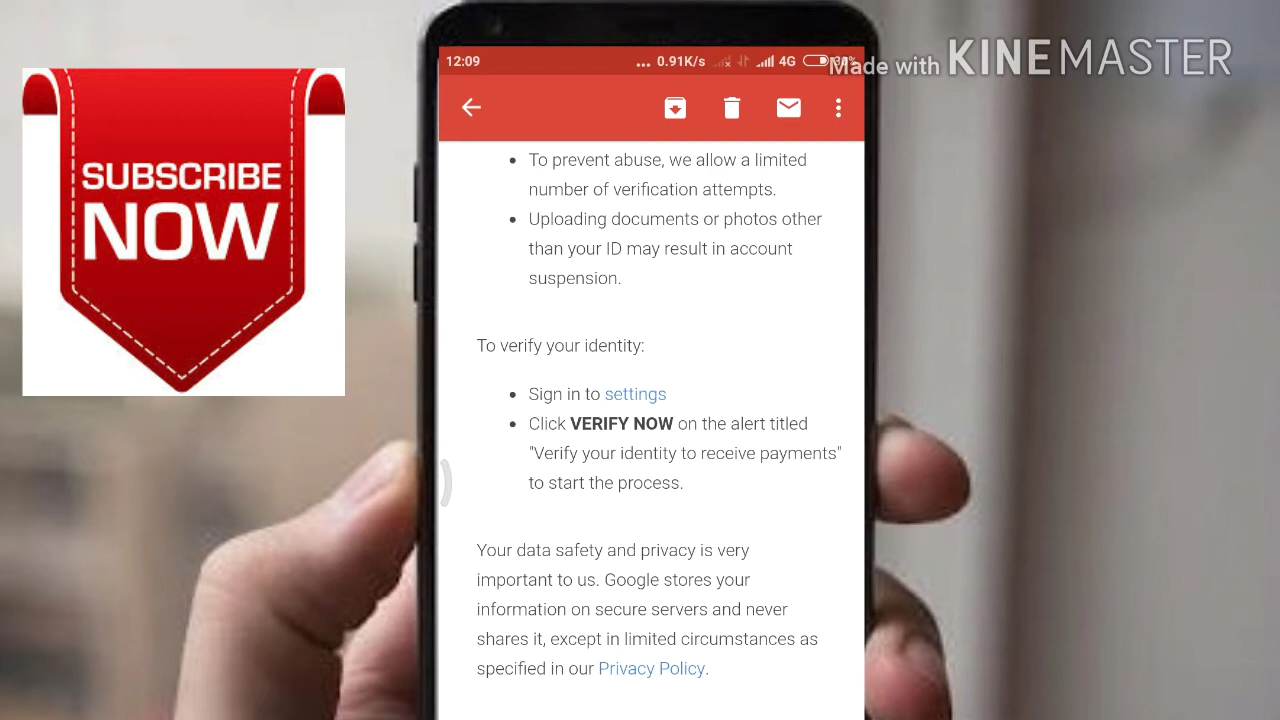 SUBSCRIBE
NOW
12:09
... 0.91K/s
4G
Made with KINEMASTER
To prevent abuse, we allow a limited
number of verification attempts.
Uploading documents or photos other
than your ID may result in account
suspension.
To verify your identity:
Sign in to settings
Click VERIFY NOW on the alert titled
"Verify your identity to receive payments"
to start the process.
Your data safety and privacy is very
important to us. Google stores your
information on secure servers and never
shares it, except in limited circumstances as
specified in our Privacy Policy.